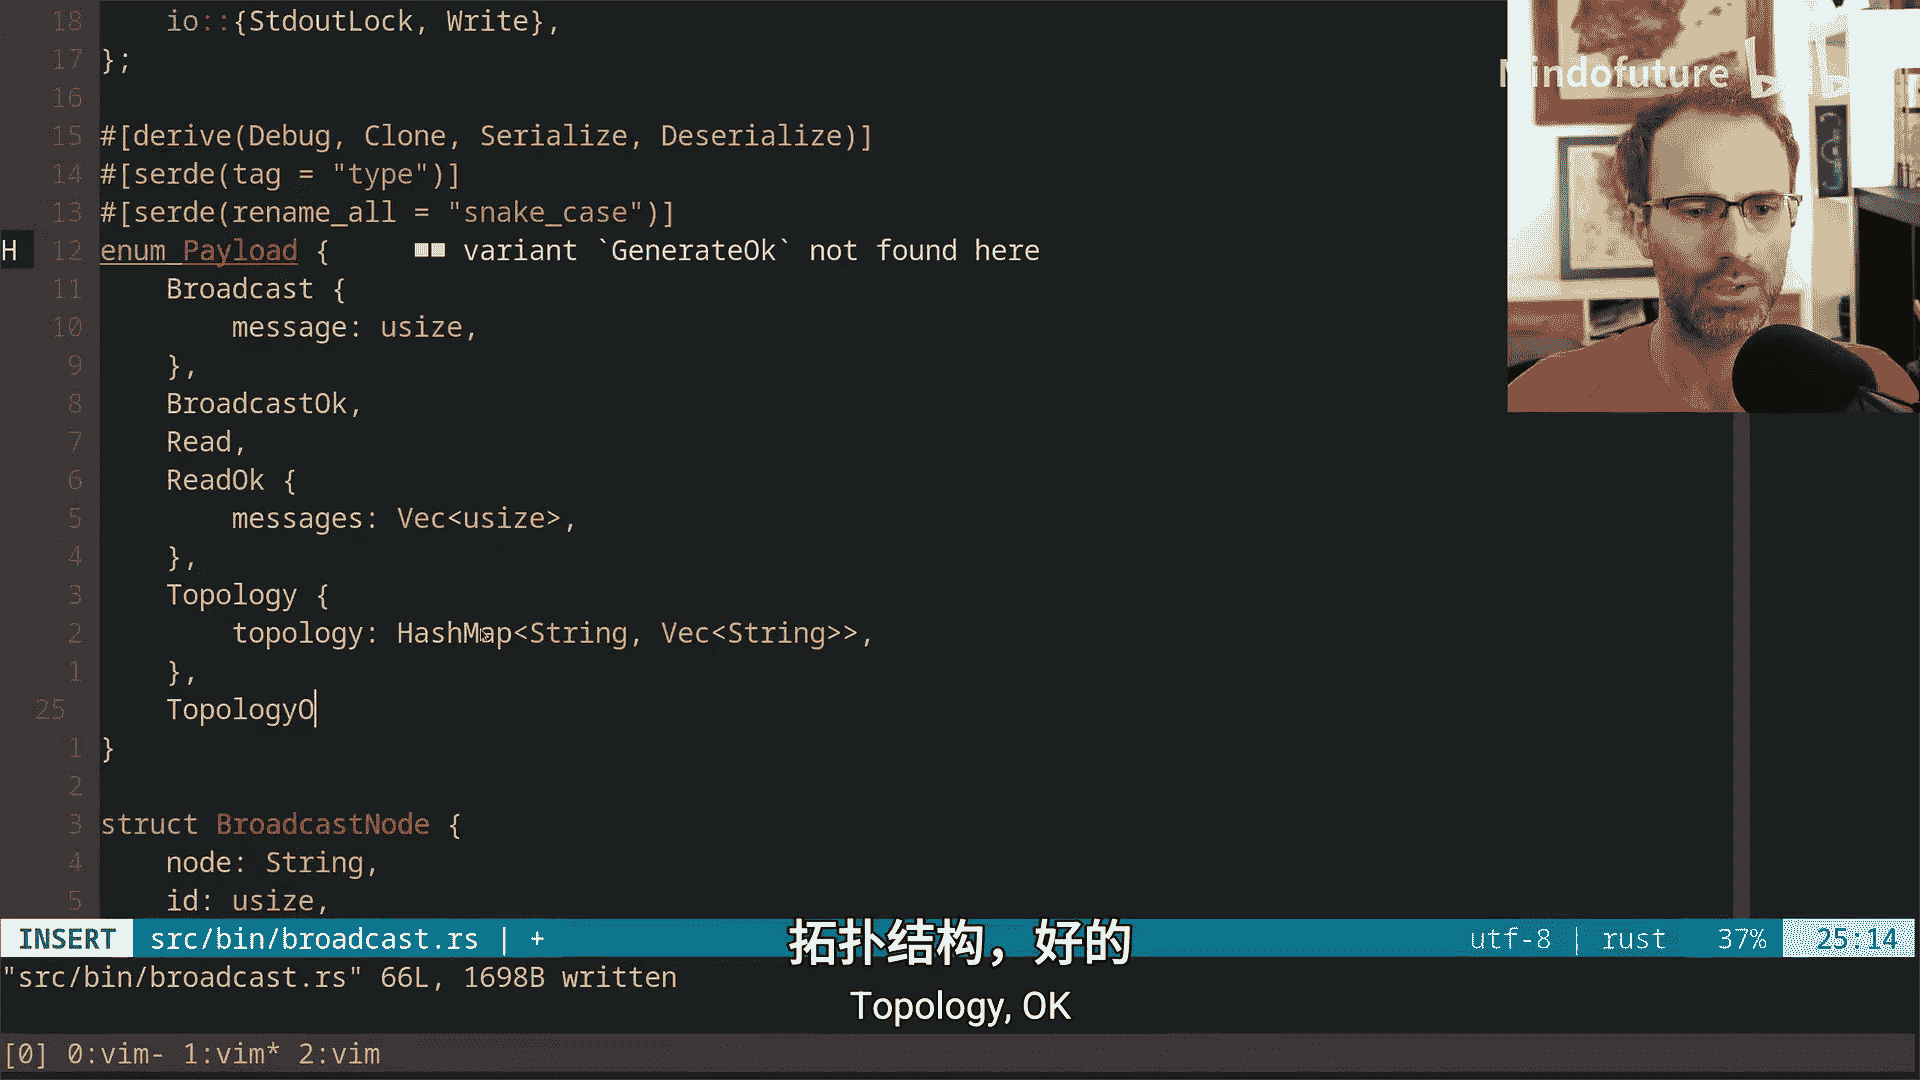 18 io::{StdoutLock, Write},
17 };
16
15 #[derive(Debug, Clone, Serialize, Deserialize)]
14 #[serde(tag = "type")]
13 #[serde(rename_all = "snake_case")]
H 12 enum Payload { ■■ variant `GenerateOk` not found here
11 Broadcast {
10 message: usize,
9 },
8 BroadcastOk,
7 Read,
6 ReadOk {
5 messages: Vec<usize>,
4 },
3 Topology {
2 topology: HashMap<String, Vec<String>>,
1 },
25 TopologyO
1 }
2
3 struct BroadcastNode {
4 node: String,
5 id: usize,
Mindofuture
INSERT src/bin/broadcast.rs | + utf-8 | rust 37% 25:14
拓扑结构，好的
"src/bin/broadcast.rs" 66L, 1698B written
Topology, OK
[0] 0:vim- 1:vim* 2:vim